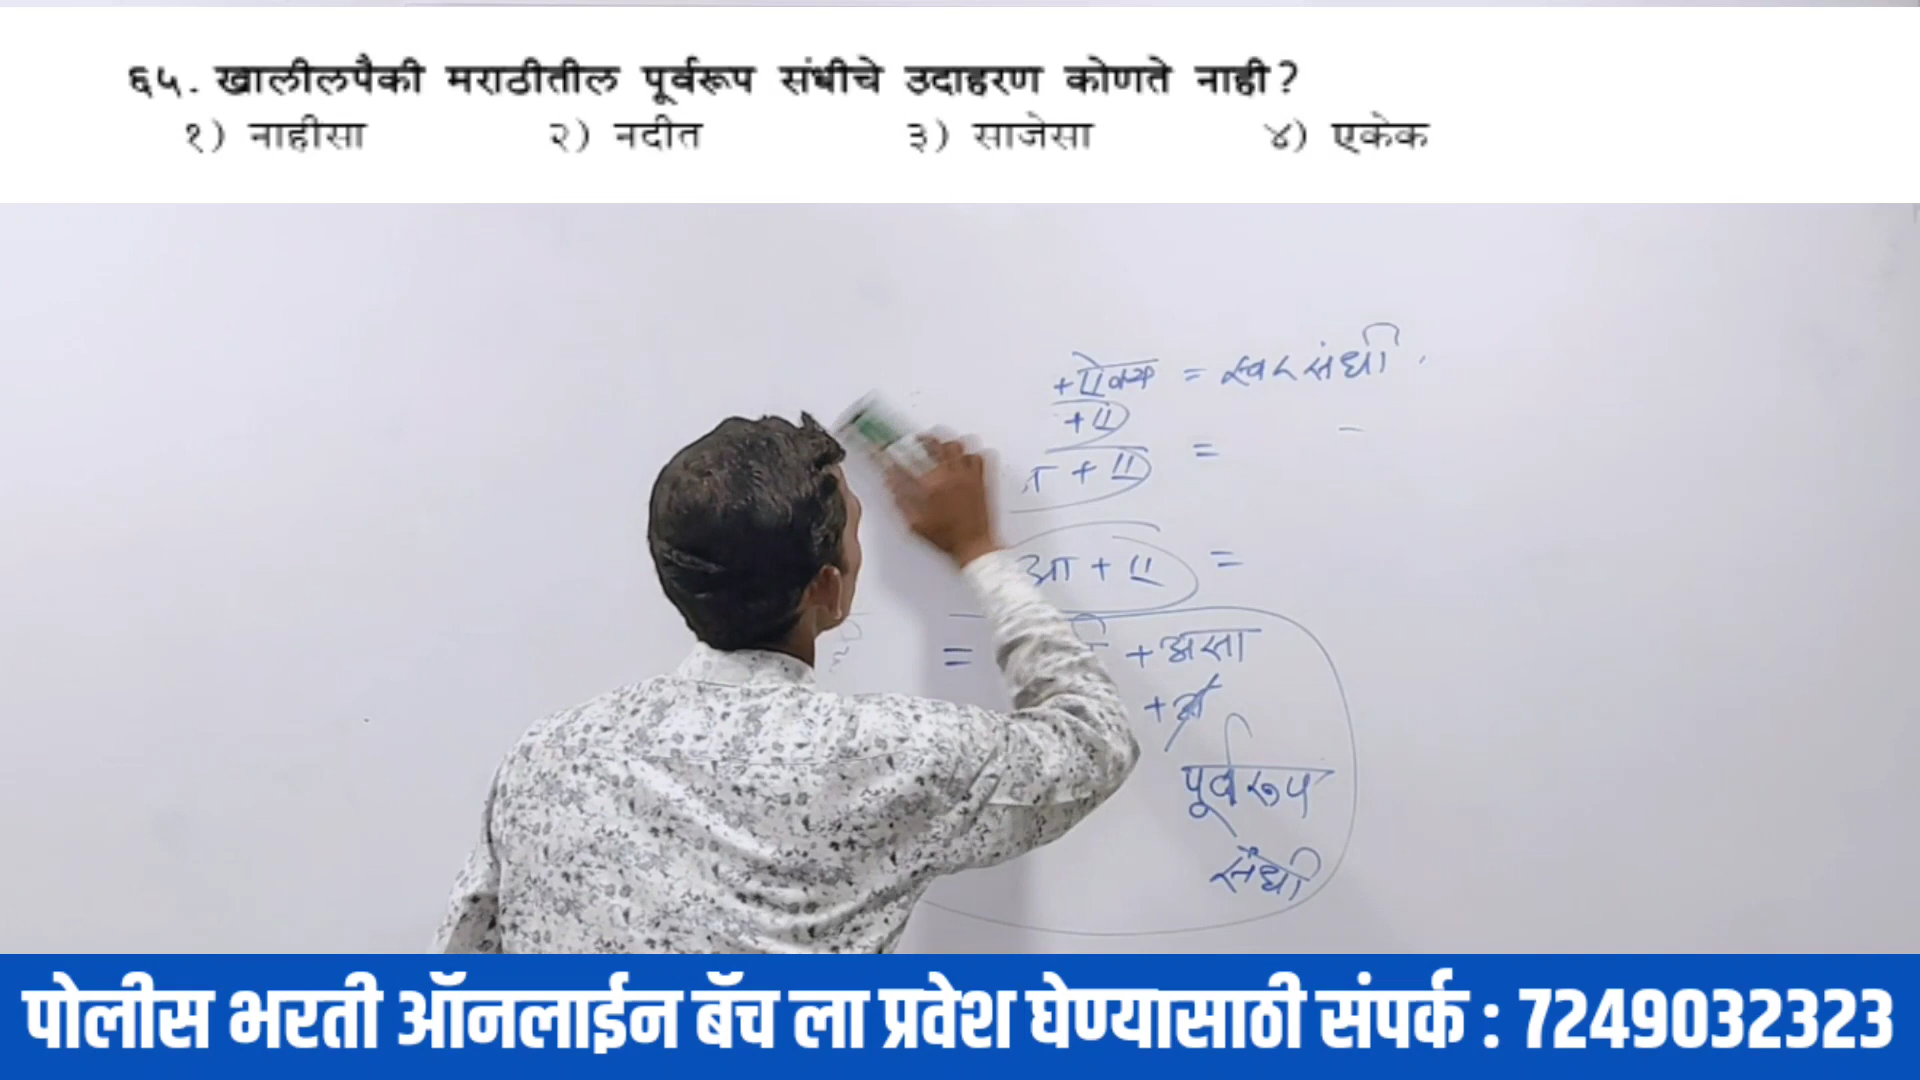 ६५. खालीलपैकी मराठीतील पूर्वरूप संधीचे उदाहरण कोणते नाही?
१) नाहीसा २) नदीत ३) साजेसा ४) एकेक
= स्वर संधी
+ ए
+ ए =
आ + ए =
= + असा
+ अ
पूर्वरूप
संधी
पोलीस भरती ऑनलाईन बॅच ला प्रवेश घेण्यासाठी संपर्क : 7249032323